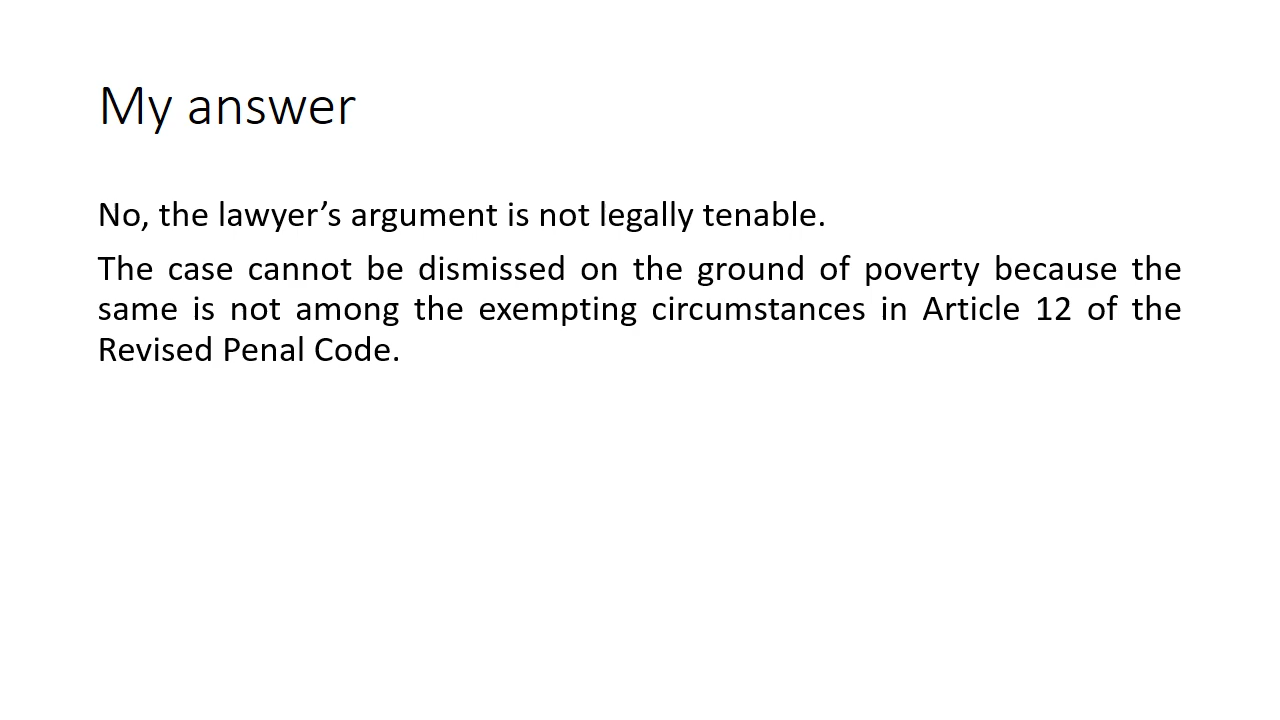 My answer
No, the lawyer’s argument is not legally tenable.
The case cannot be dismissed on the ground of poverty because the
same is not among the exempting circumstances in Article 12 of the
Revised Penal Code.